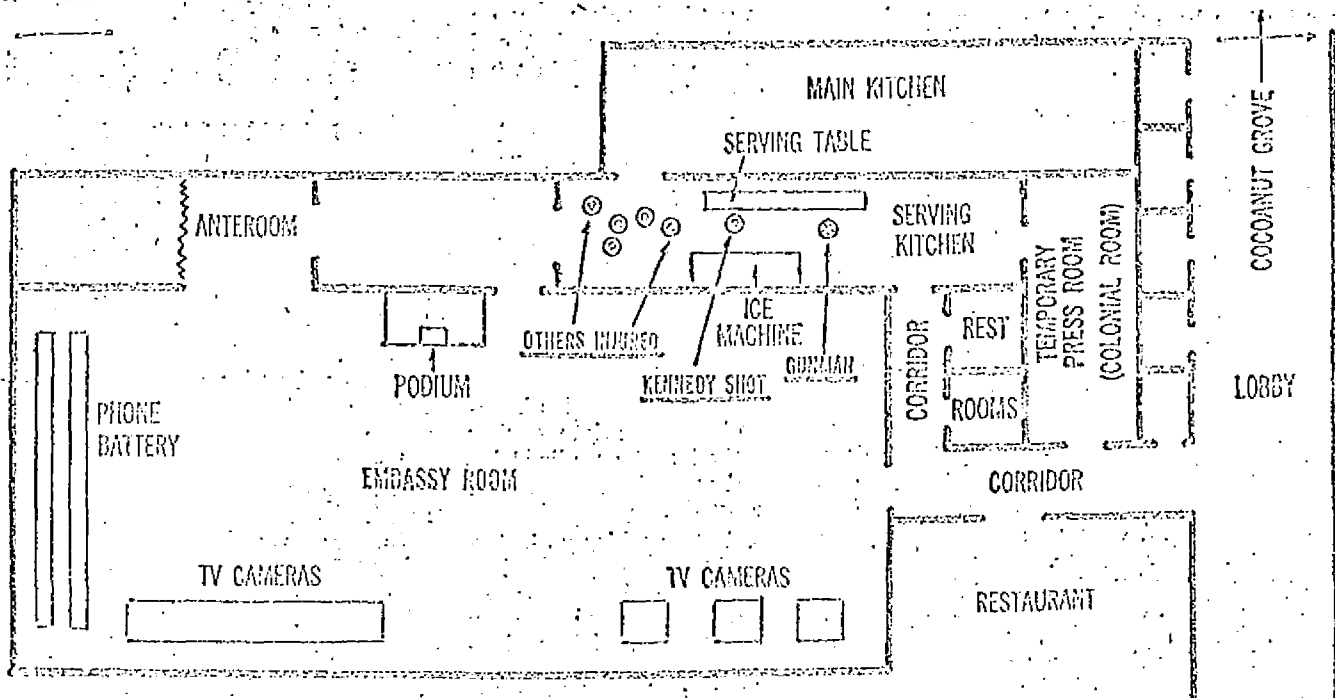 MAIN KITCHEN
SERVING TABLE
COCOANUT GROVE
ANTEROOM
SERVING
KITCHEN
TEMPORARY
PRESS ROOM
(COLONIAL ROOM)
OTHERS INJURED
ICE
MACHINE
KENNEDY SHOT
GUNMAN
CORRIDOR
REST
ROOMS
PODIUM
LOBBY
PHONE
BATTERY
EMBASSY ROOM
CORRIDOR
TV CAMERAS
TV CAMERAS
RESTAURANT